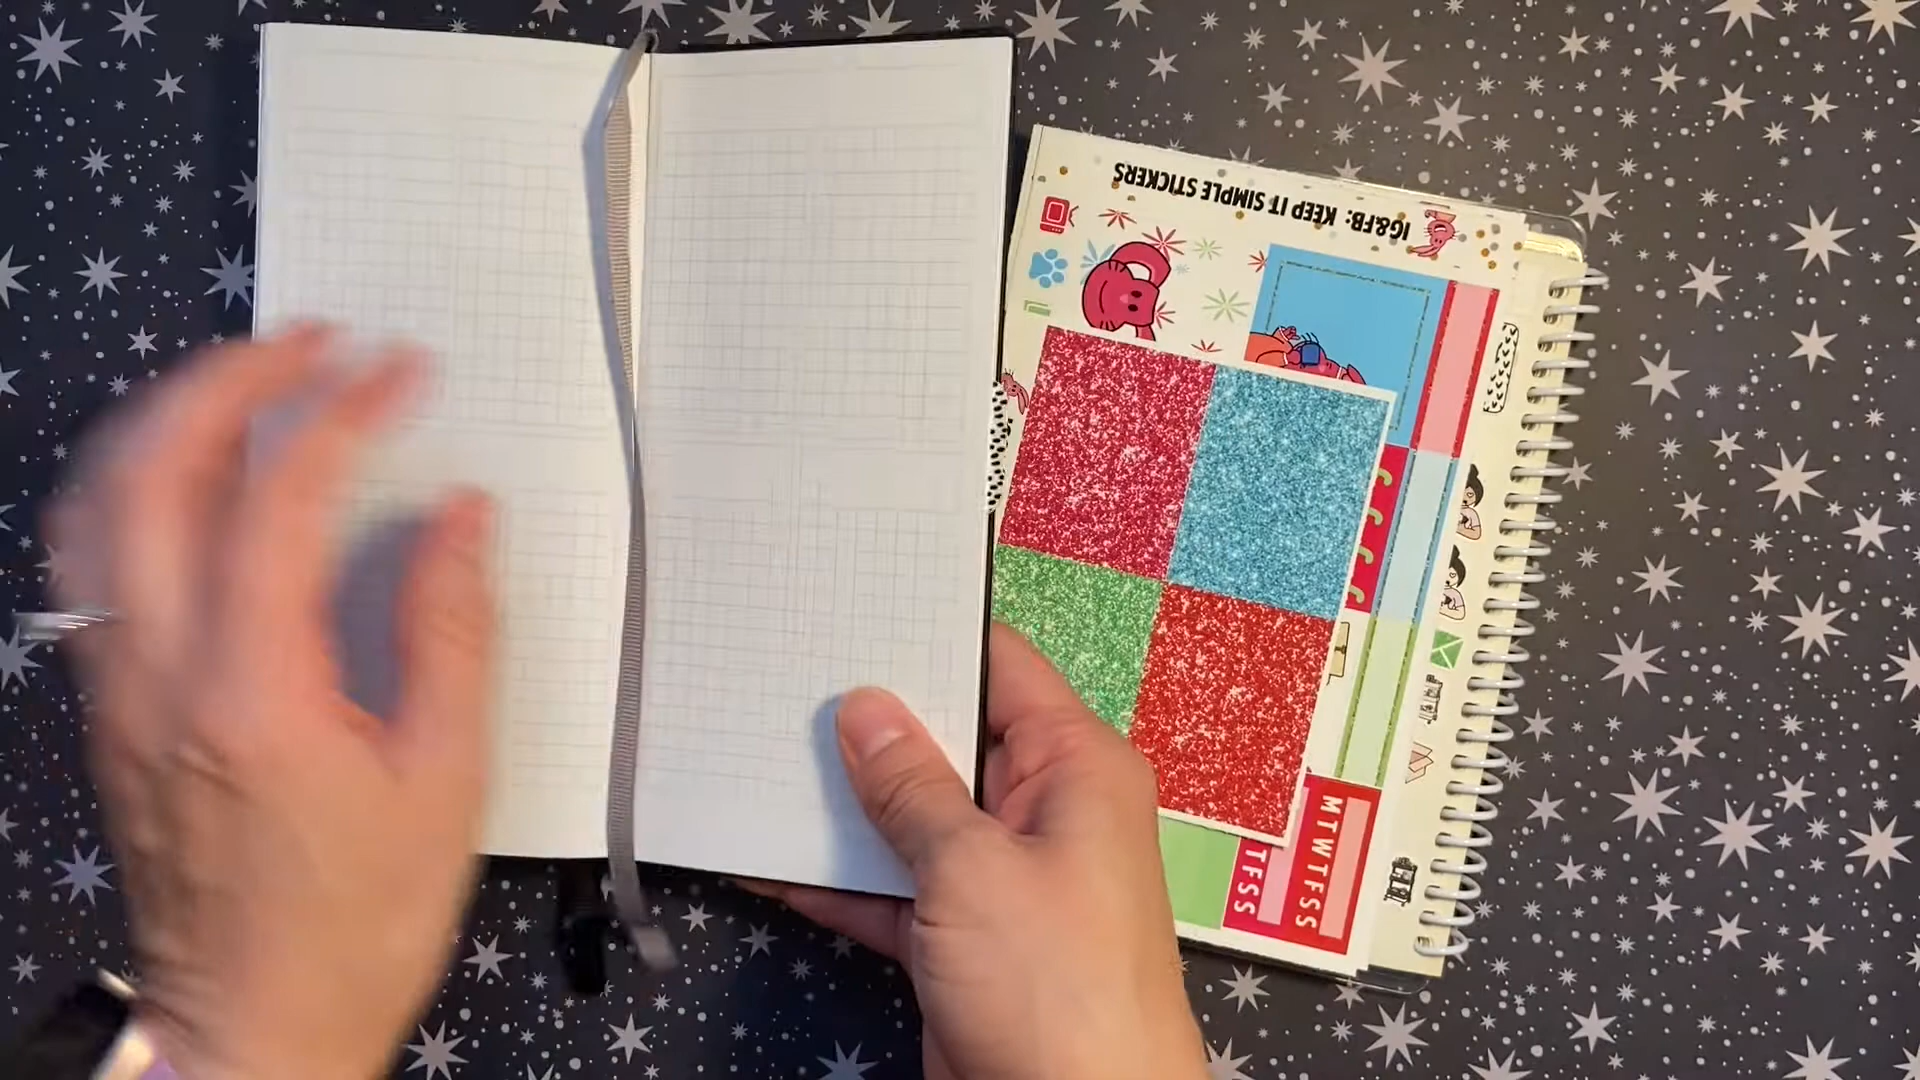 IG&FB: KEEP IT SIMPLE STICKERS
MTWTFSS
TFSS